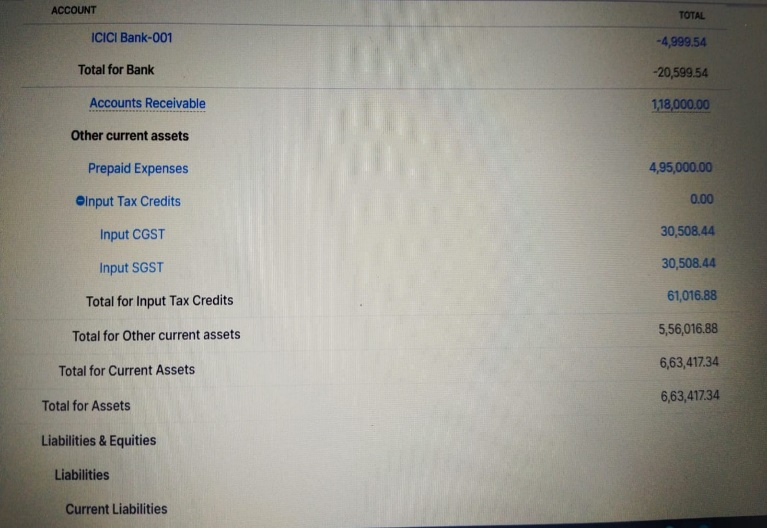 ACCOUNT TOTAL
ICICI Bank-001 -4,999.54
Total for Bank -20,599.54
Accounts Receivable 1,18,000.00
Other current assets
Prepaid Expenses 4,95,000.00
Input Tax Credits 0.00
Input CGST 30,508.44
Input SGST 30,508.44
Total for Input Tax Credits 61,016.88
Total for Other current assets 5,56,016.88
Total for Current Assets 6,63,417.34
Total for Assets 6,63,417.34
Liabilities & Equities
Liabilities
Current Liabilities